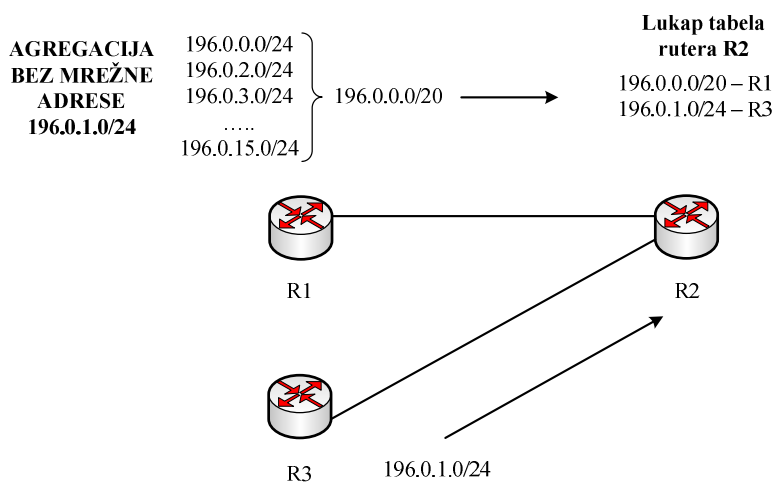 AGREGACIJA
BEZ MREŽNE
ADRESE
196.0.1.0/24
196.0.0.0/24
196.0.2.0/24
196.0.3.0/24
.....
196.0.15.0/24
196.0.0.0/20
Lukap tabela
rutera R2
196.0.0.0/20 – R1
196.0.1.0/24 – R3
R1
R2
R3
196.0.1.0/24